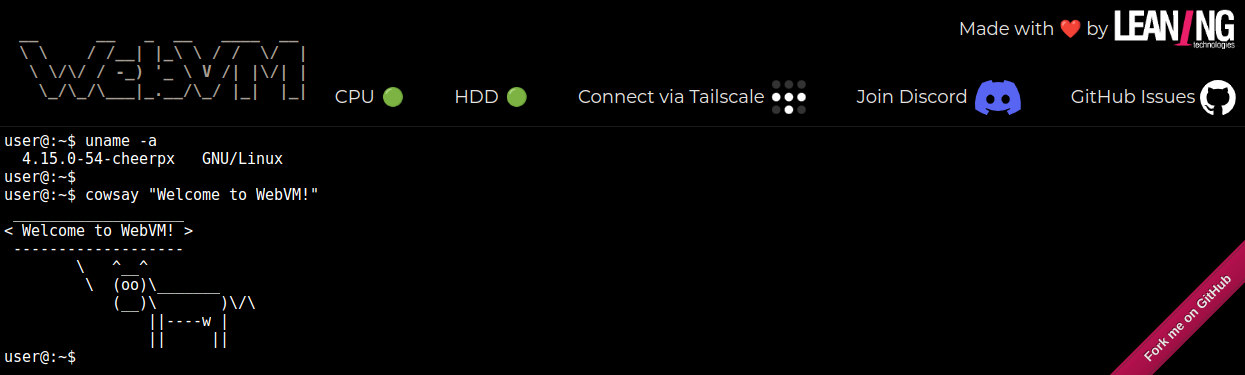 Made with ❤️ by LEANING technologies
WebVM
CPU 🟢 HDD 🟢 Connect via Tailscale Join Discord GitHub Issues
user@:~$ uname -a
  4.15.0-54-cheerpx   GNU/Linux
user@:~$
user@:~$ cowsay "Welcome to WebVM!"
 ___________________
< Welcome to WebVM! >
 -------------------
        \   ^__^
         \  (oo)\_______
            (__)\       )\/\
                ||----w |
                ||     ||
user@:~$
Fork me on GitHub